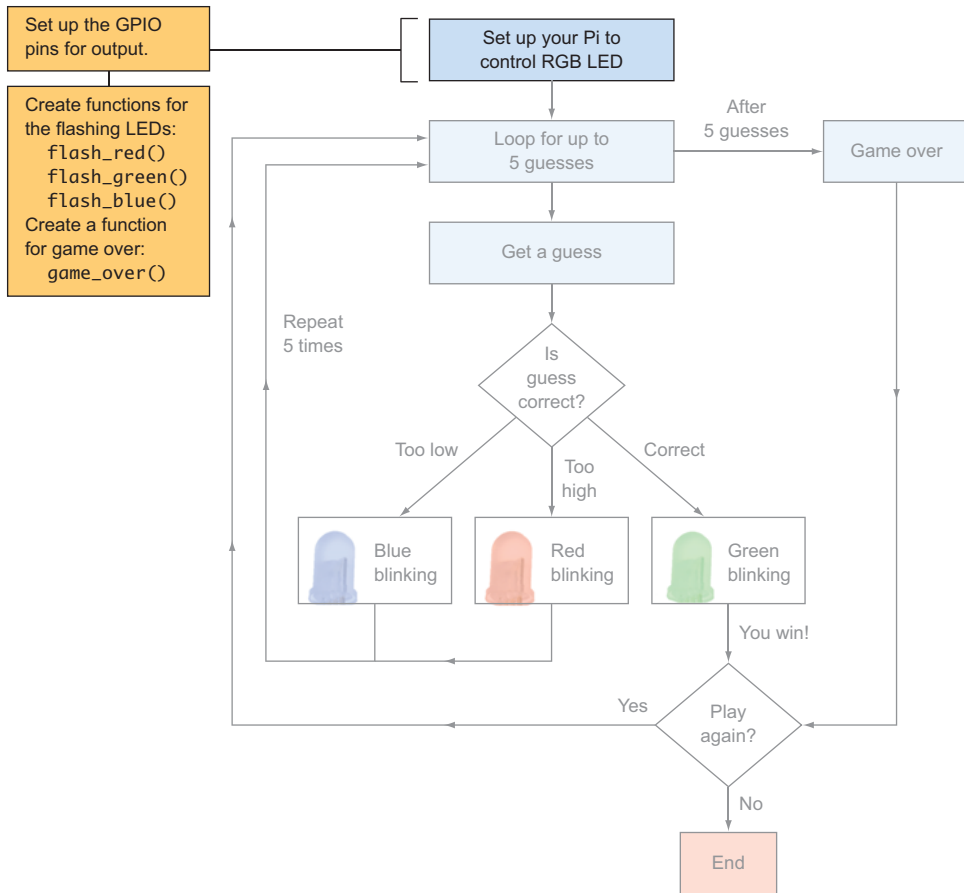 Set up the GPIO
pins for output.
Create functions for
the flashing LEDs:
flash_red()
flash_green()
flash_blue()
Create a function
for game over:
game_over()
Set up your Pi to
control RGB LED
Loop for up to
5 guesses
After
5 guesses
Game over
Get a guess
Repeat
5 times
Is
guess
correct?
Too low
Too
high
Correct
Blue
blinking
Red
blinking
Green
blinking
You win!
Yes
Play
again?
No
End